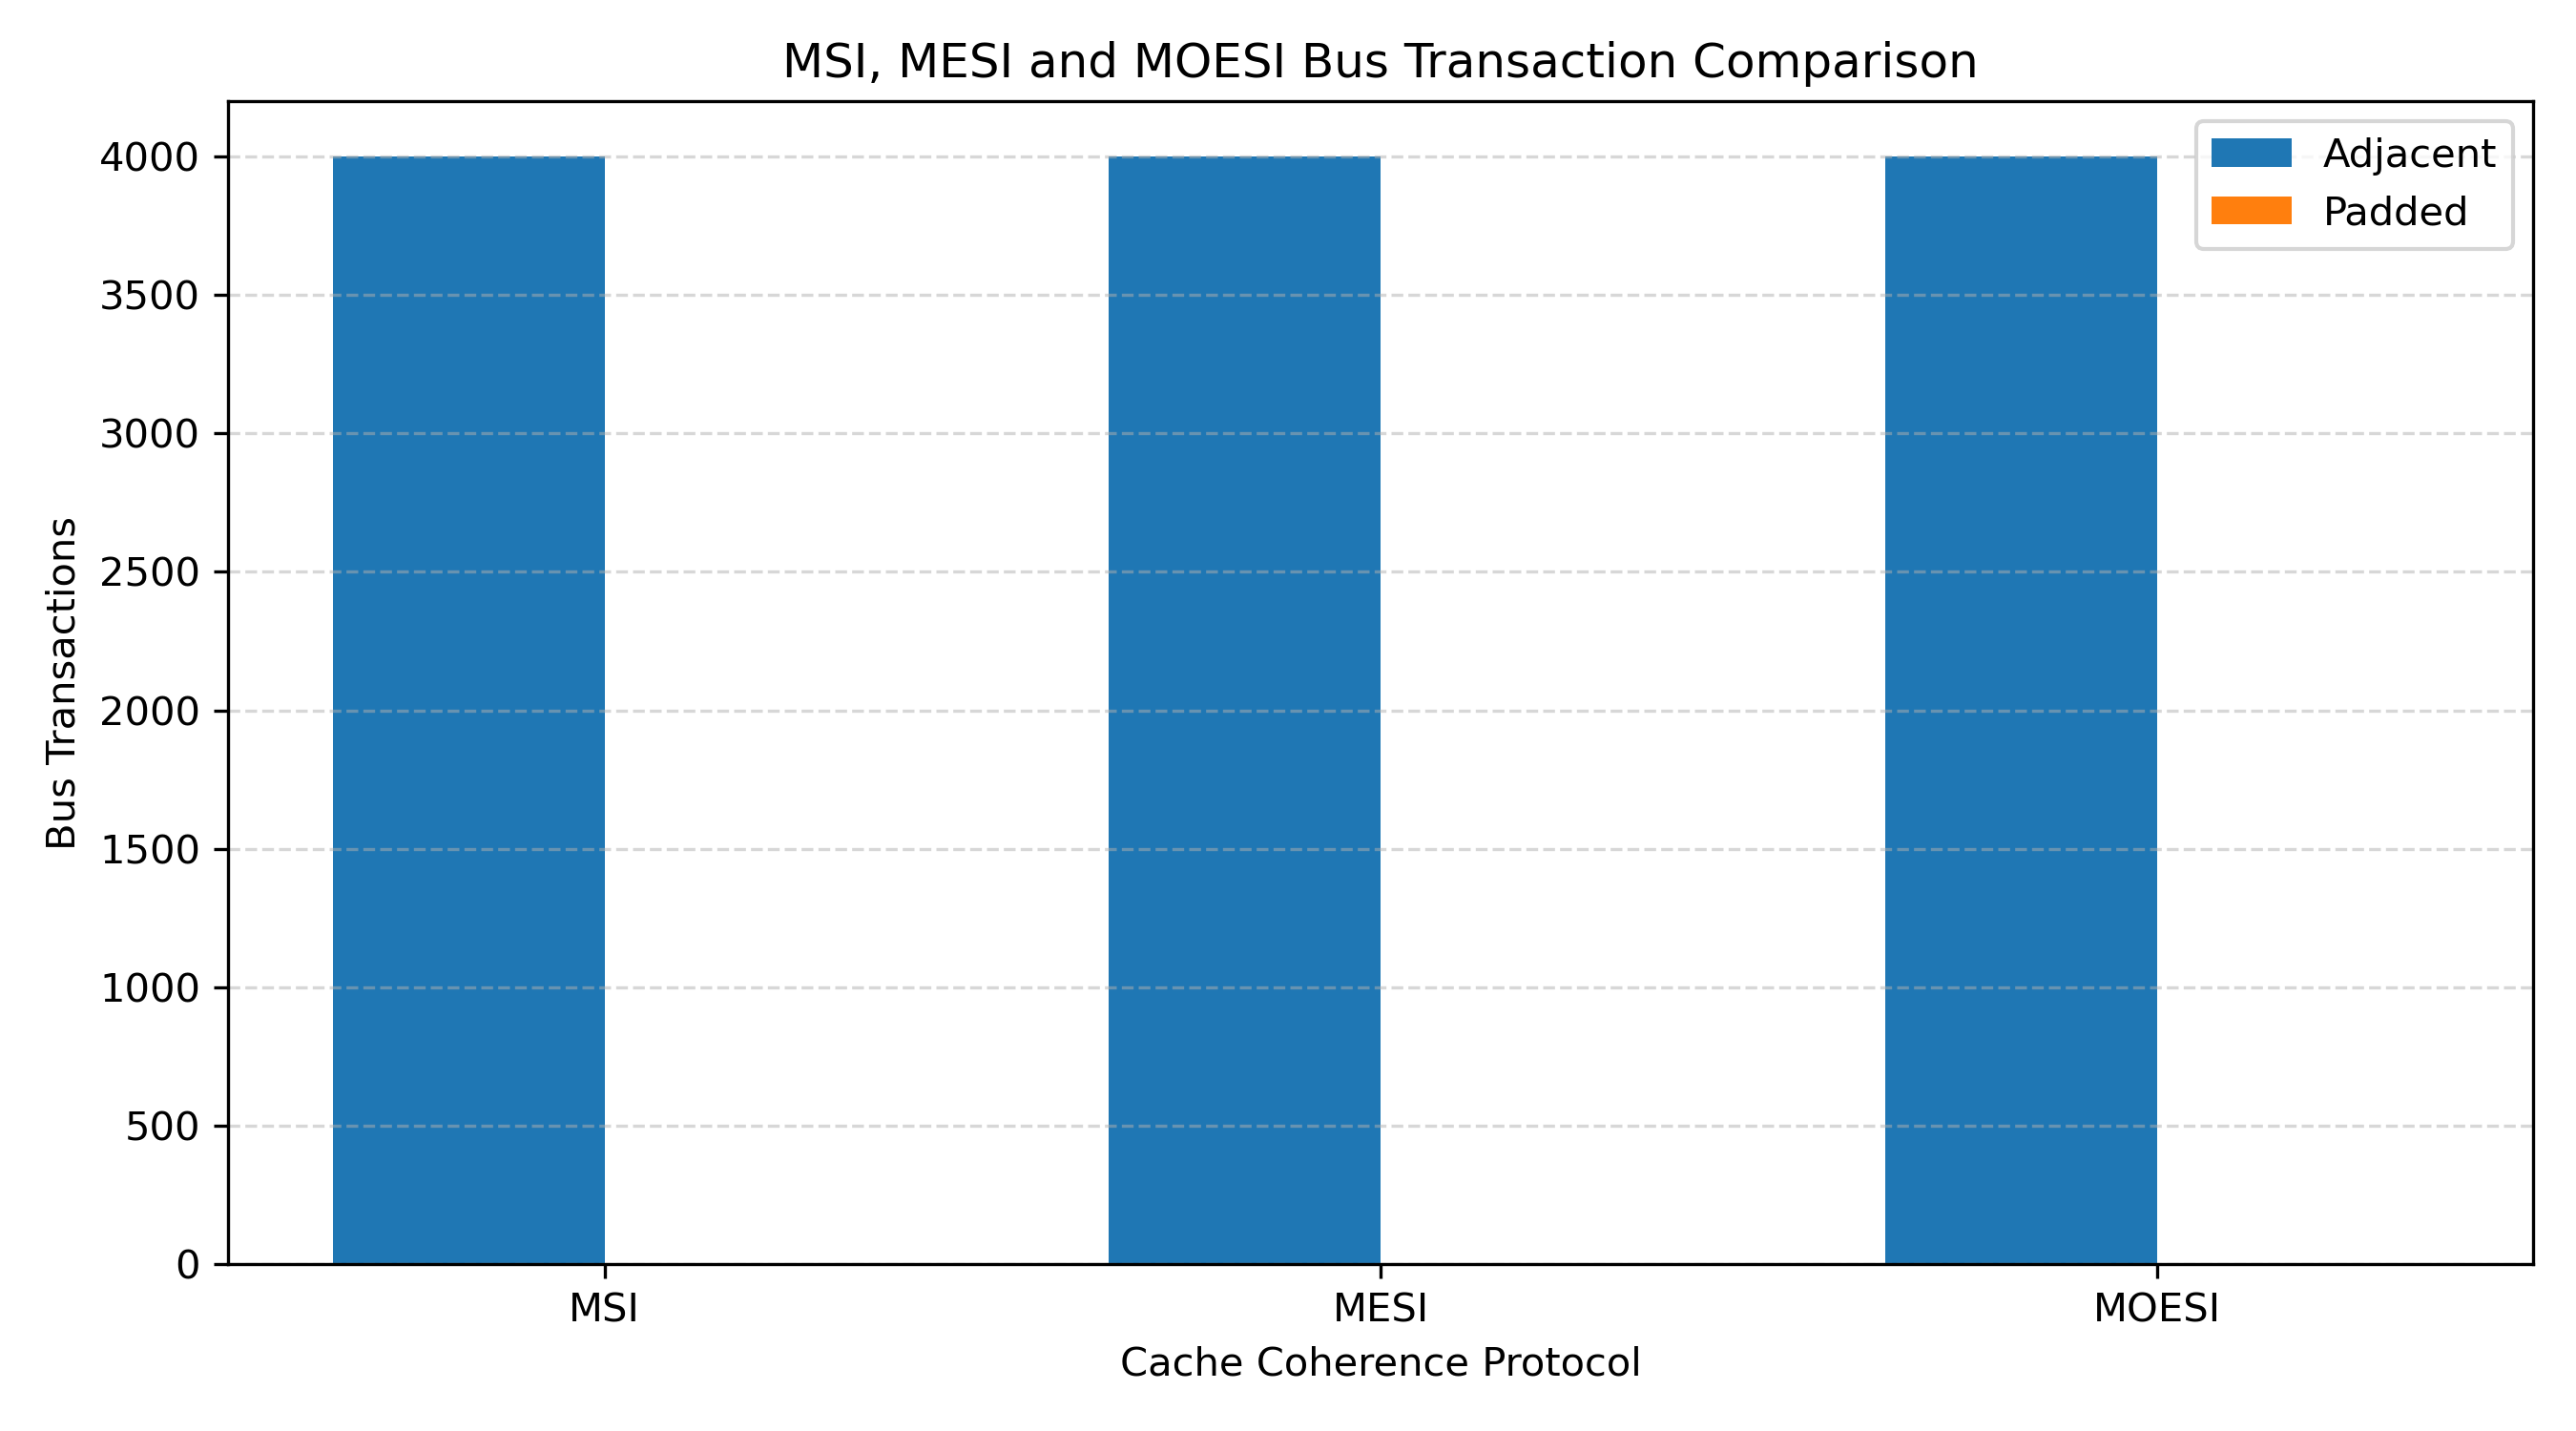 MSI, MESI and MOESI Bus Transaction Comparison
Adjacent
Padded
4000
3500
3000
2500
2000
1500
1000
500
0
Bus Transactions
MSI
MESI
MOESI
Cache Coherence Protocol